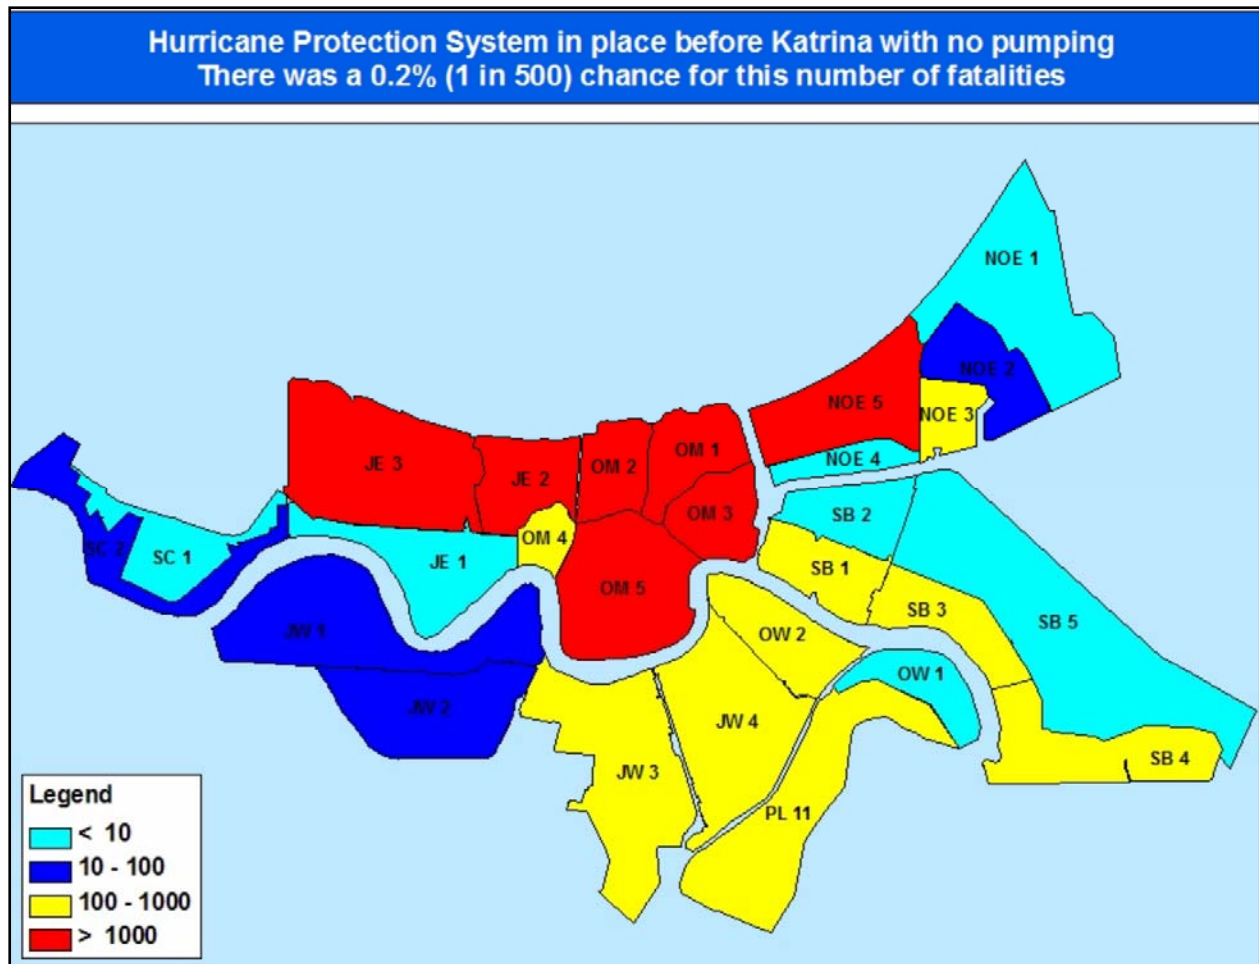 Hurricane Protection System in place before Katrina with no pumping
There was a 0.2% (1 in 500) chance for this number of fatalities
NOE 1
NOE 2
NOE 5
NOE 3
OM 1
JE 3
JE 2
OM 2
NOE 4
OM 3
SB 2
OM 4
SC 2
SC 1
JE 1
SB 1
OM 5
SB 3
SB 5
JW 1
OW 2
OW 1
JW 2
JW 4
SB 4
JW 3
PL 11
Legend
< 10
10 - 100
100 - 1000
> 1000